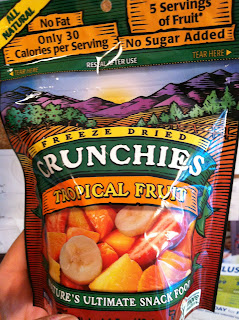 ALL NATURAL
No Fat
Only 30
Calories per Serving
5 Servings
of Fruit*
No Sugar Added
TEAR HERE
RESEAL AFTER USE
TEAR HERE
FREEZE DRIED
CRUNCHIES
TROPICAL FRUIT
NATURE'S ULTIMATE SNACK FOOD